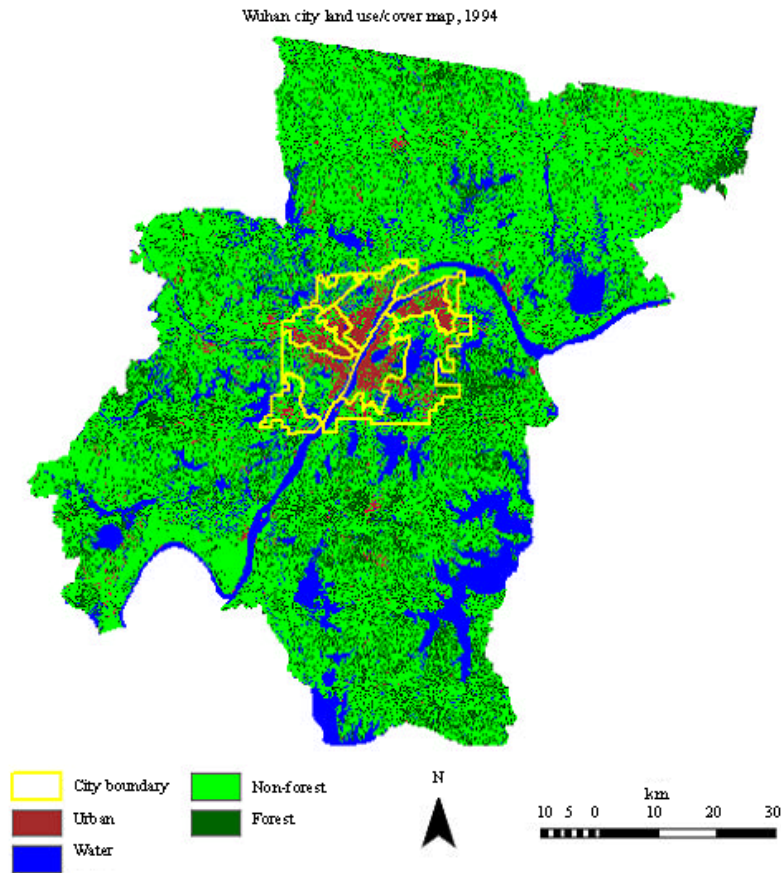 Wuhan city land use/cover map, 1994
City boundary
Non-forest
Urban
Forest
Water
N
km
10 5 0 10 20 30